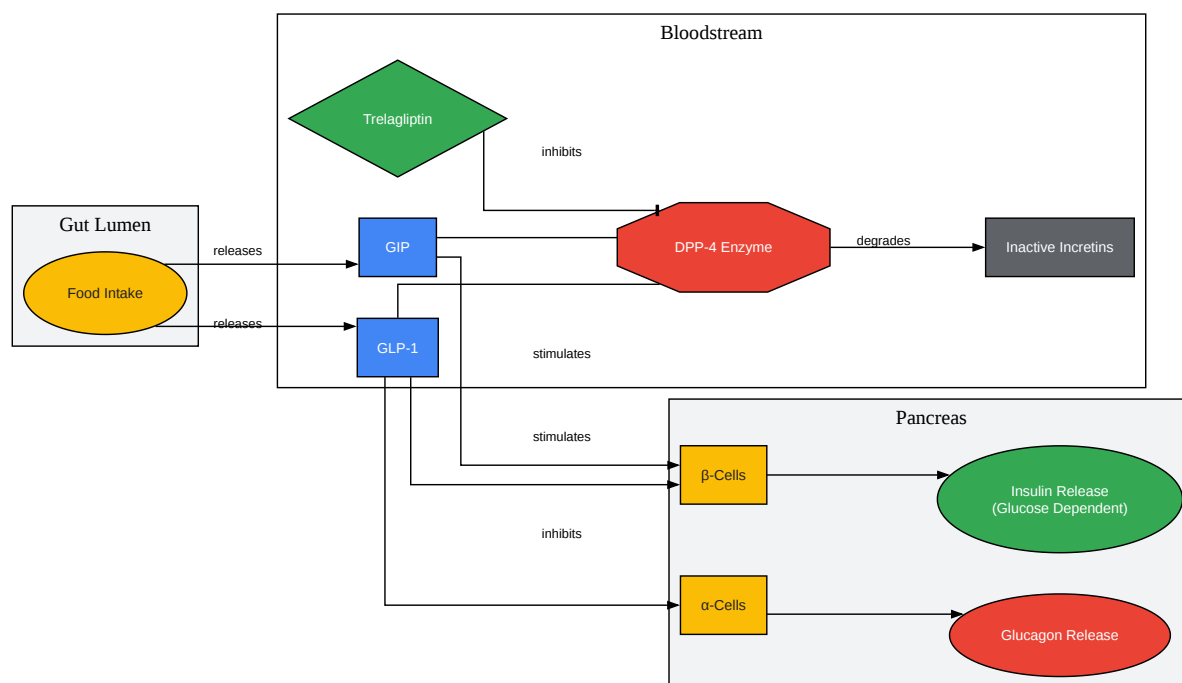 Bloodstream
Trelagliptin
inhibits
Gut Lumen
releases
GIP
DPP-4 Enzyme
degrades
Inactive Incretins
Food Intake
releases
GLP-1
stimulates
Pancreas
stimulates
β-Cells
Insulin Release
(Glucose Dependent)
inhibits
α-Cells
Glucagon Release